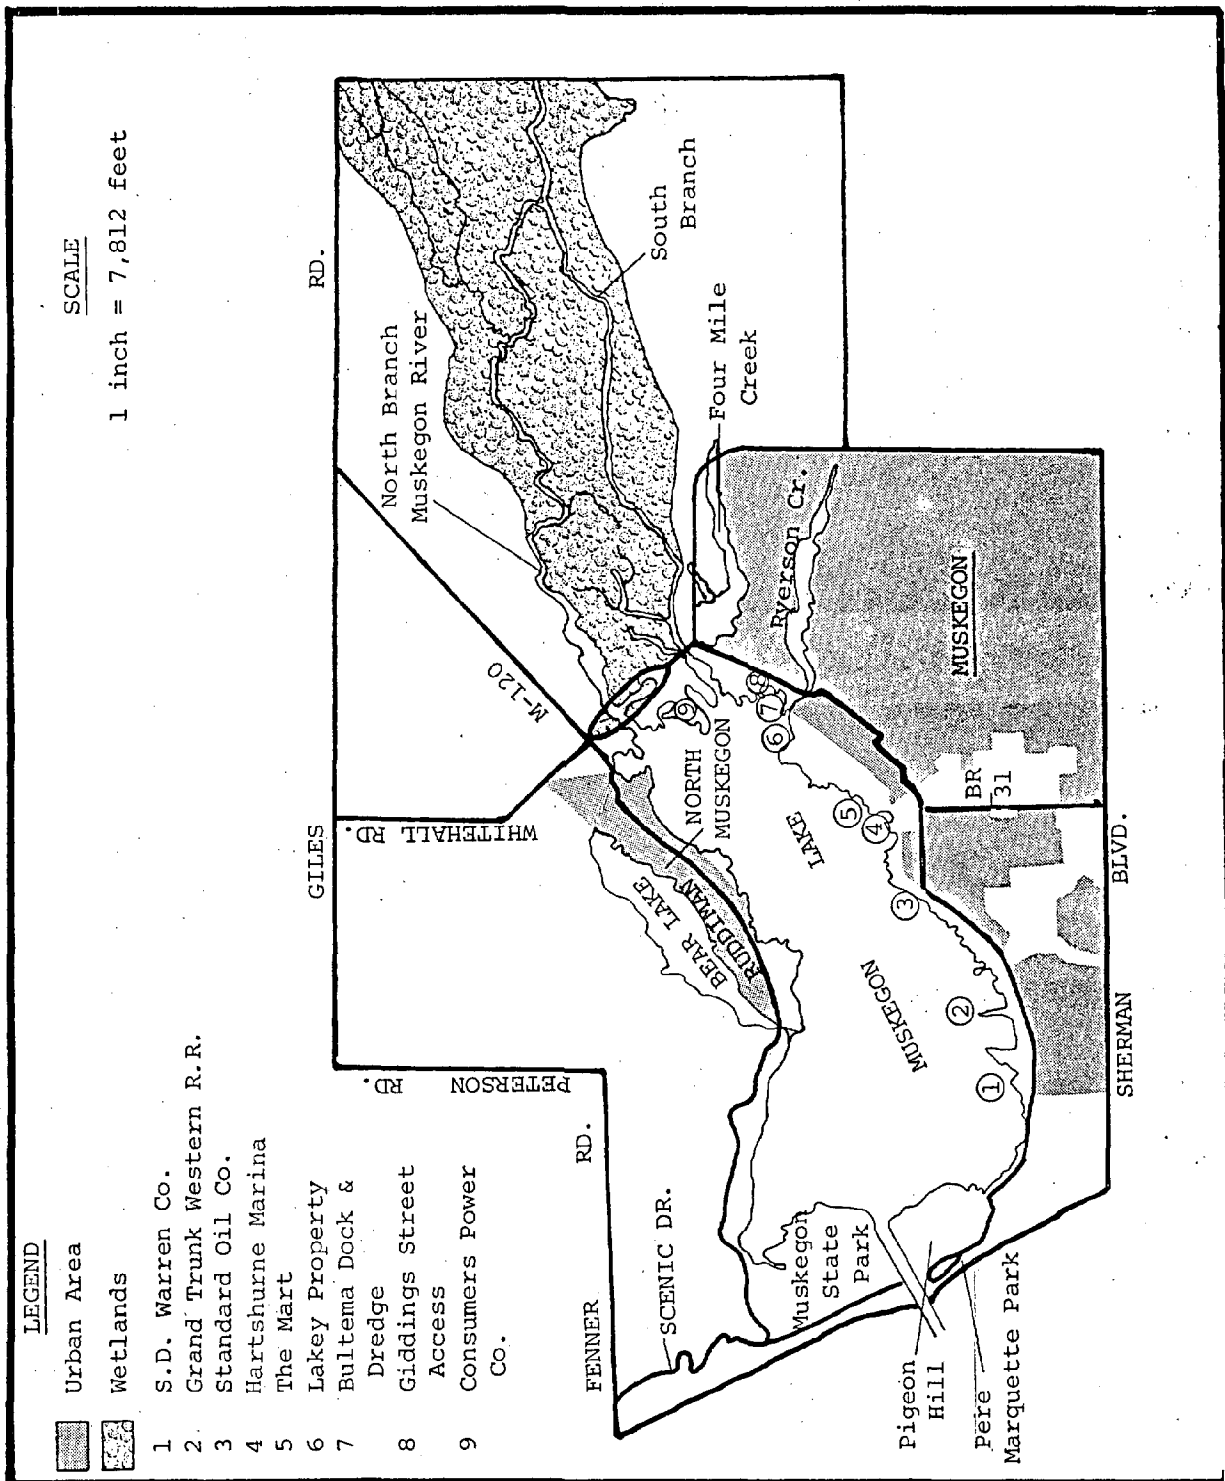 LEGEND
Urban Area
Wetlands
1 S.D. Warren Co.
2. Grand Trunk Western R.R.
3 Standard Oil Co.
4 Hartshurne Marina
5 The Mart
6 Lakey Property
7 Bultema Dock &
Dredge
8 Giddings Street
Access
9 Consumers Power
Co.
SCALE
1 inch = 7,812 feet
GILES
RD.
M-120
WHITEHALL RD.
PETERSON RD.
FENNER
RD.
SCENIC DR.
North Branch
Muskegon River
South
Branch
Four Mile
Creek
Ryerson Cr.
MUSKEGON
NORTH
MUSKEGON
BEAR LAKE
RUDDIMAN
MUSKEGON
LAKE
1
2
3
4
5
6
7
8
9
BR
31
SHERMAN
BLVD.
Muskegon
State
Park
Pigeon
Hill
Pere
Marquette Park